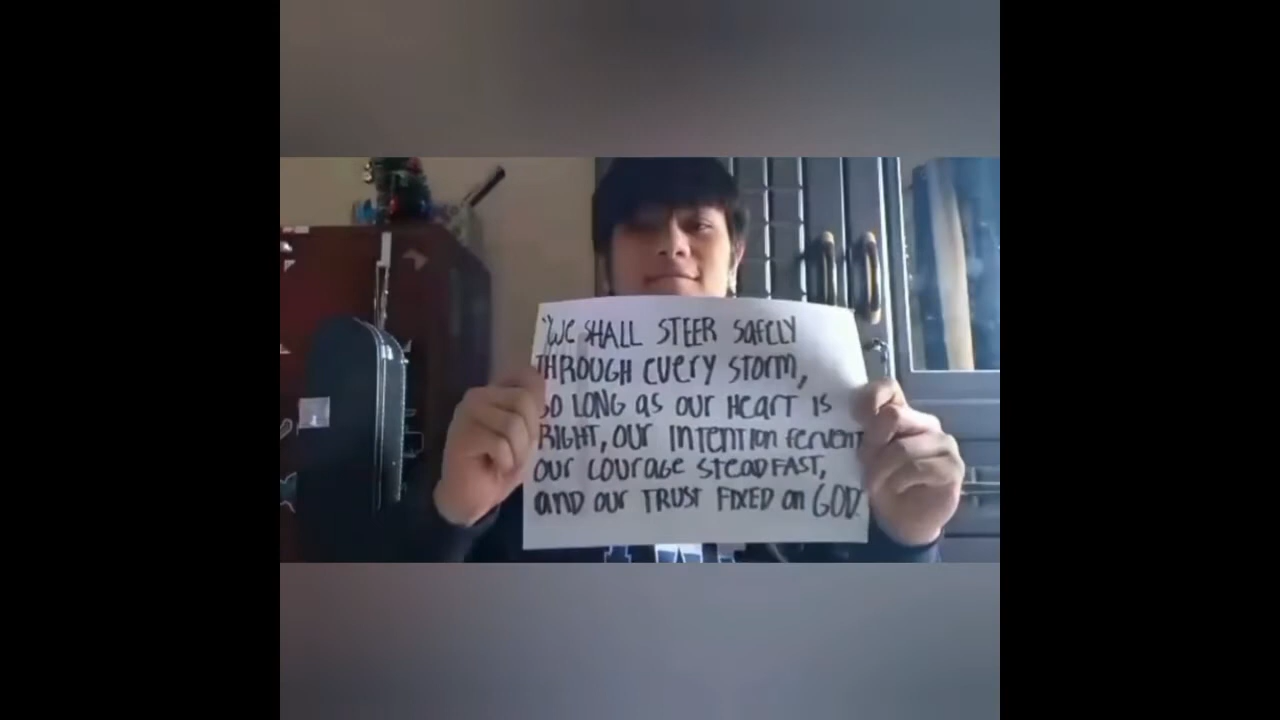 "We SHALL STEER Safely
THROUGH every STorm,
SO LONG as our Heart is
RIGHT, our Intention fervent
our courage STeadFAST,
and our TRUST FIXED on GOD.